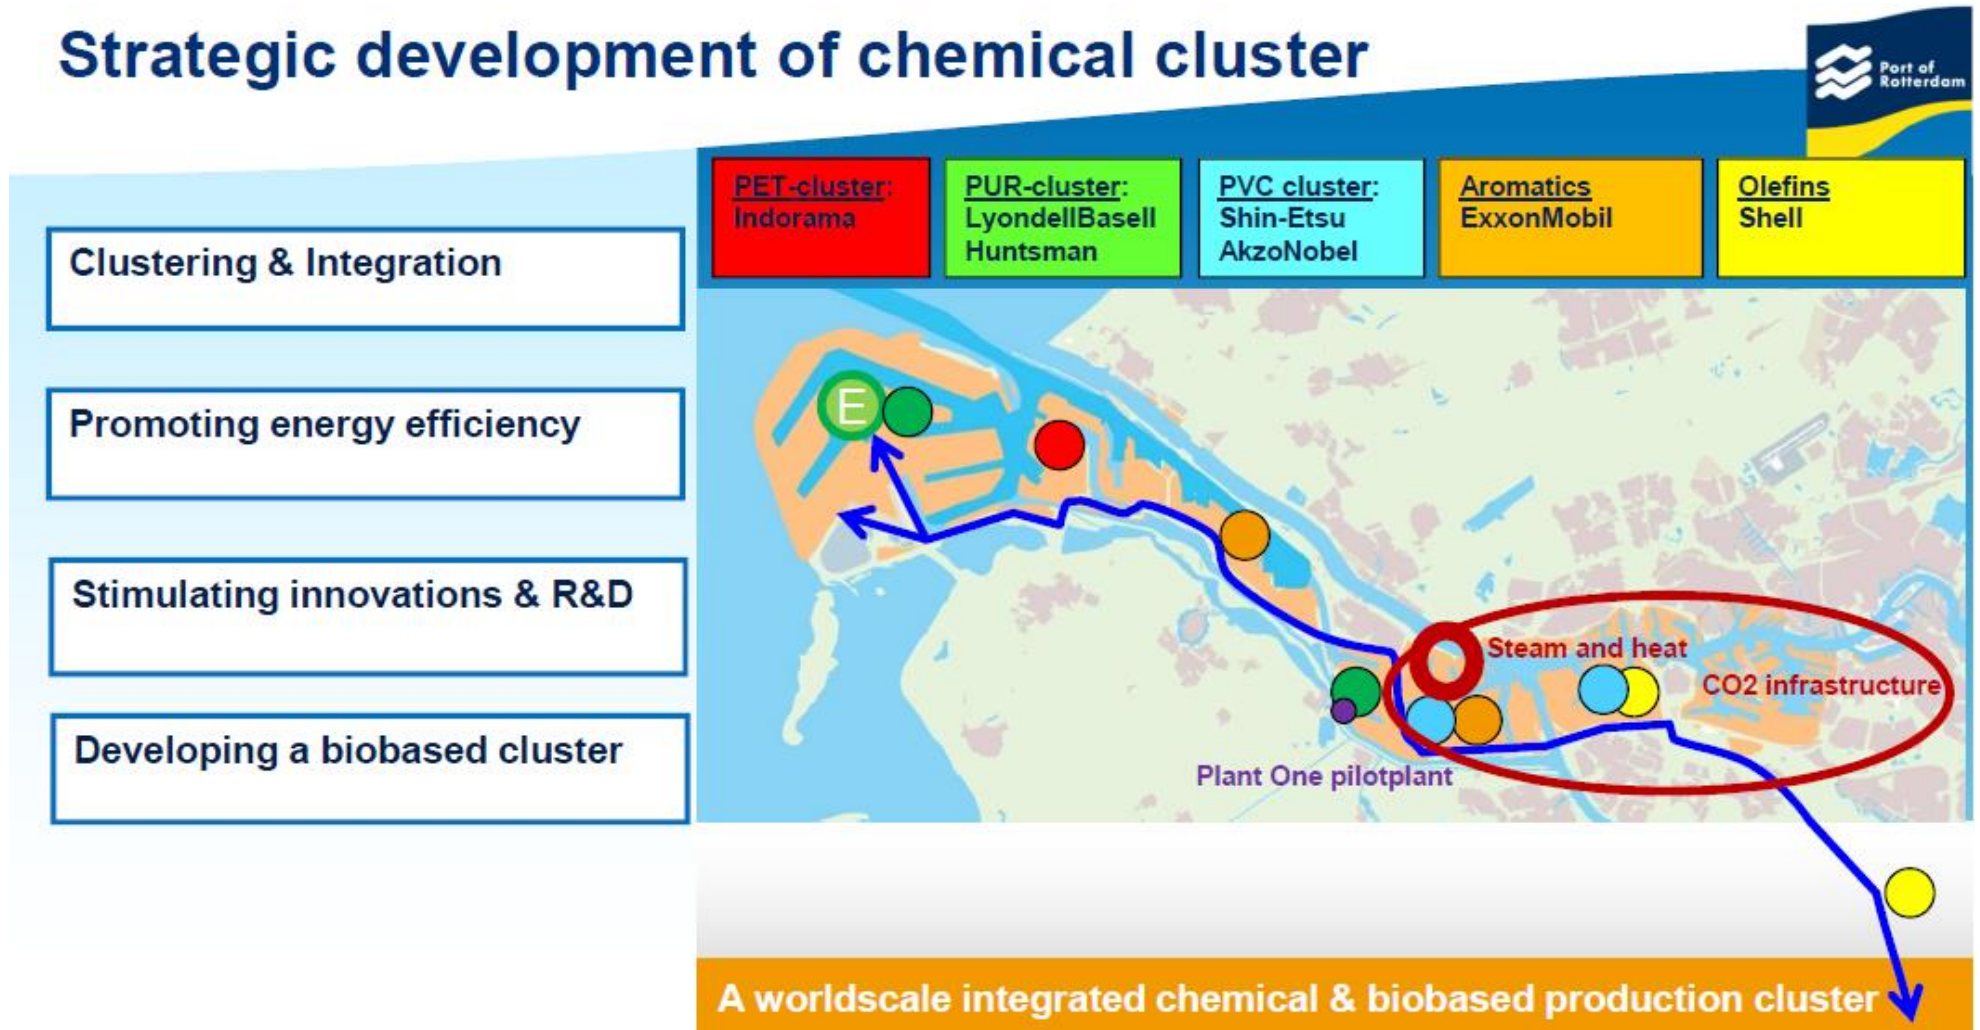 Strategic development of chemical cluster
Port of
Rotterdam
Clustering & Integration
Promoting energy efficiency
Stimulating innovations & R&D
Developing a biobased cluster
PET-cluster:
Indorama
PUR-cluster:
LyondellBasell
Huntsman
PVC cluster:
Shin-Etsu
AkzoNobel
Aromatics
ExxonMobil
Olefins
Shell
E
Steam and heat
CO2 infrastructure
Plant One pilotplant
A worldscale integrated chemical & biobased production cluster